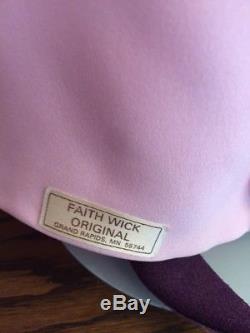 FAITH WICK
ORIGINAL
GRAND RAPIDS, MN 55744